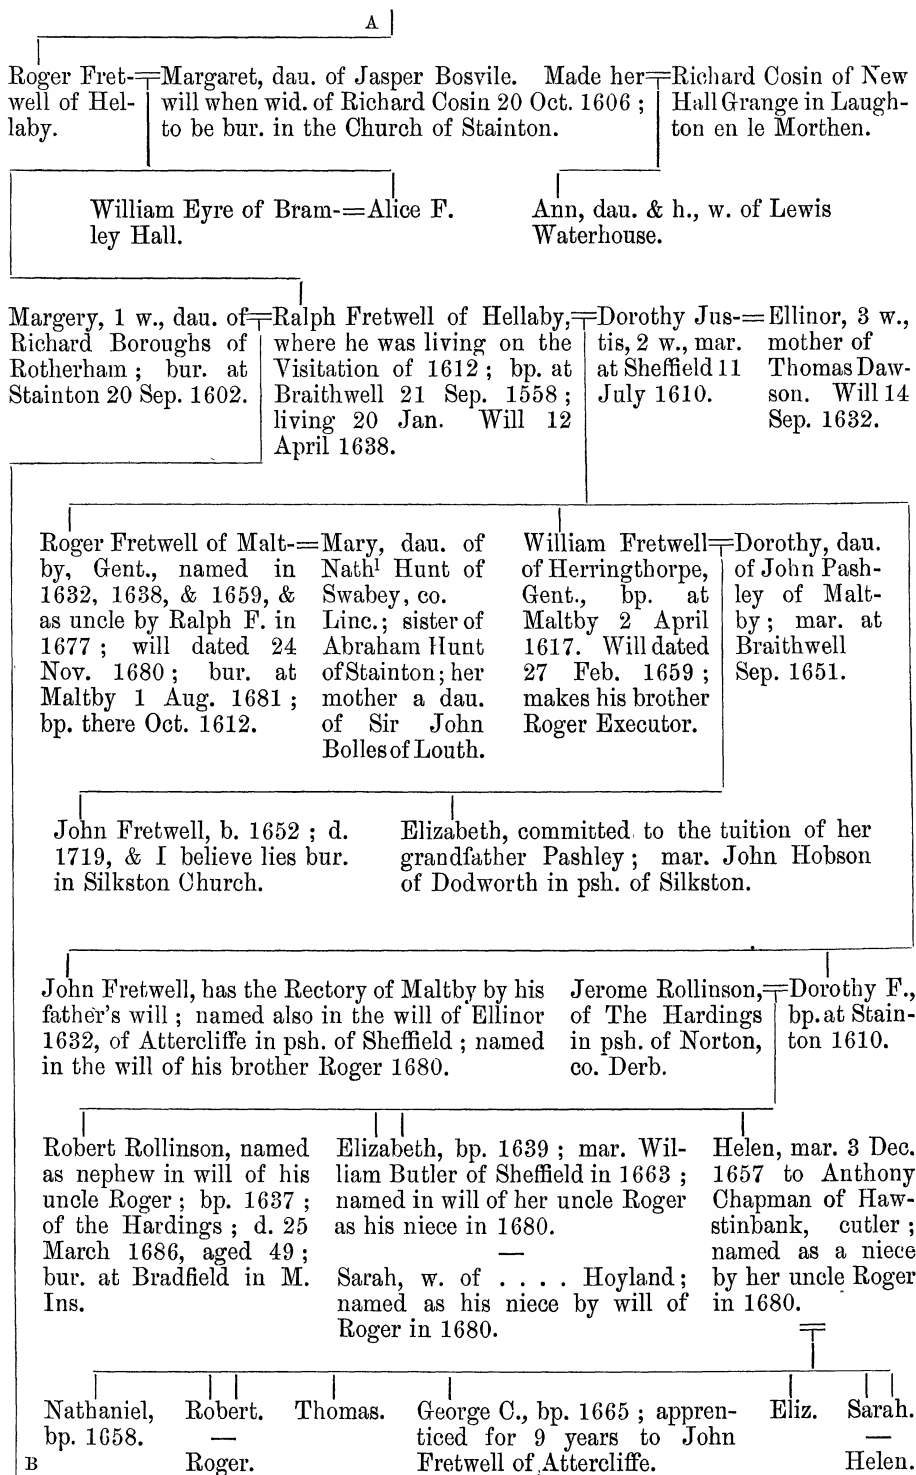 A
Roger Fret-
well of Hel-
laby.
Margaret, dau. of Jasper Bosvile. Made her
will when wid. of Richard Cosin 20 Oct. 1606 ;
to be bur. in the Church of Stainton.
Richard Cosin of New
Hall Grange in Laugh-
ton en le Morthen.
William Eyre of Bram-
ley Hall.
=Alice F.
Ann, dau. & h., w. of Lewis
Waterhouse.
Margery, 1 w., dau. of
Richard Boroughs of
Rotherham ; bur. at
Stainton 20 Sep. 1602.
Ralph Fretwell of Hellaby,
where he was living on the
Visitation of 1612 ; bp. at
Braithwell 21 Sep. 1558 ;
living 20 Jan. Will 12
April 1638.
Dorothy Jus-
tis, 2 w., mar.
at Sheffield 11
July 1610.
=Ellinor, 3 w.,
mother of
Thomas Daw-
son. Will 14
Sep. 1632.
Roger Fretwell of Malt-
by, Gent., named in
1632, 1638, & 1659, &
as uncle by Ralph F. in
1677 ; will dated 24
Nov. 1680 ; bur. at
Maltby 1 Aug. 1681 ;
bp. there Oct. 1612.
=Mary, dau. of
Nathl Hunt of
Swabey, co.
Linc.; sister of
Abraham Hunt
of Stainton; her
mother a dau.
of Sir John
Bolles of Louth.
William Fretwell
of Herringthorpe,
Gent., bp. at
Maltby 2 April
1617. Will dated
27 Feb. 1659 ;
makes his brother
Roger Executor.
Dorothy, dau.
of John Pash-
ley of Malt-
by ; mar. at
Braithwell
Sep. 1651.
John Fretwell, b. 1652 ; d.
1719, & I believe lies bur.
in Silkston Church.
Elizabeth, committed to the tuition of her
grandfather Pashley ; mar. John Hobson
of Dodworth in psh. of Silkston.
John Fretwell, has the Rectory of Maltby by his
father's will ; named also in the will of Ellinor
1632, of Attercliffe in psh. of Sheffield ; named
in the will of his brother Roger 1680.
Jerome Rollinson,
of The Hardings
in psh. of Norton,
co. Derb.
Dorothy F.,
bp. at Stain-
ton 1610.
Robert Rollinson, named
as nephew in will of his
uncle Roger ; bp. 1637 ;
of the Hardings ; d. 25
March 1686, aged 49 ;
bur. at Bradfield in M.
Ins.
Elizabeth, bp. 1639 ; mar. Wil-
liam Butler of Sheffield in 1663 ;
named in will of her uncle Roger
as his niece in 1680.
—
Sarah, w. of . . . . Hoyland ;
named as his niece by will of
Roger in 1680.
Helen, mar. 3 Dec.
1657 to Anthony
Chapman of Haw-
stinbank, cutler ;
named as a niece
by her uncle Roger
in 1680.
Nathaniel,
bp. 1658.
Robert.
—
Roger.
Thomas.
George C., bp. 1665 ; appren-
ticed for 9 years to John
Fretwell of Attercliffe.
Eliz.
Sarah.
—
Helen.
B